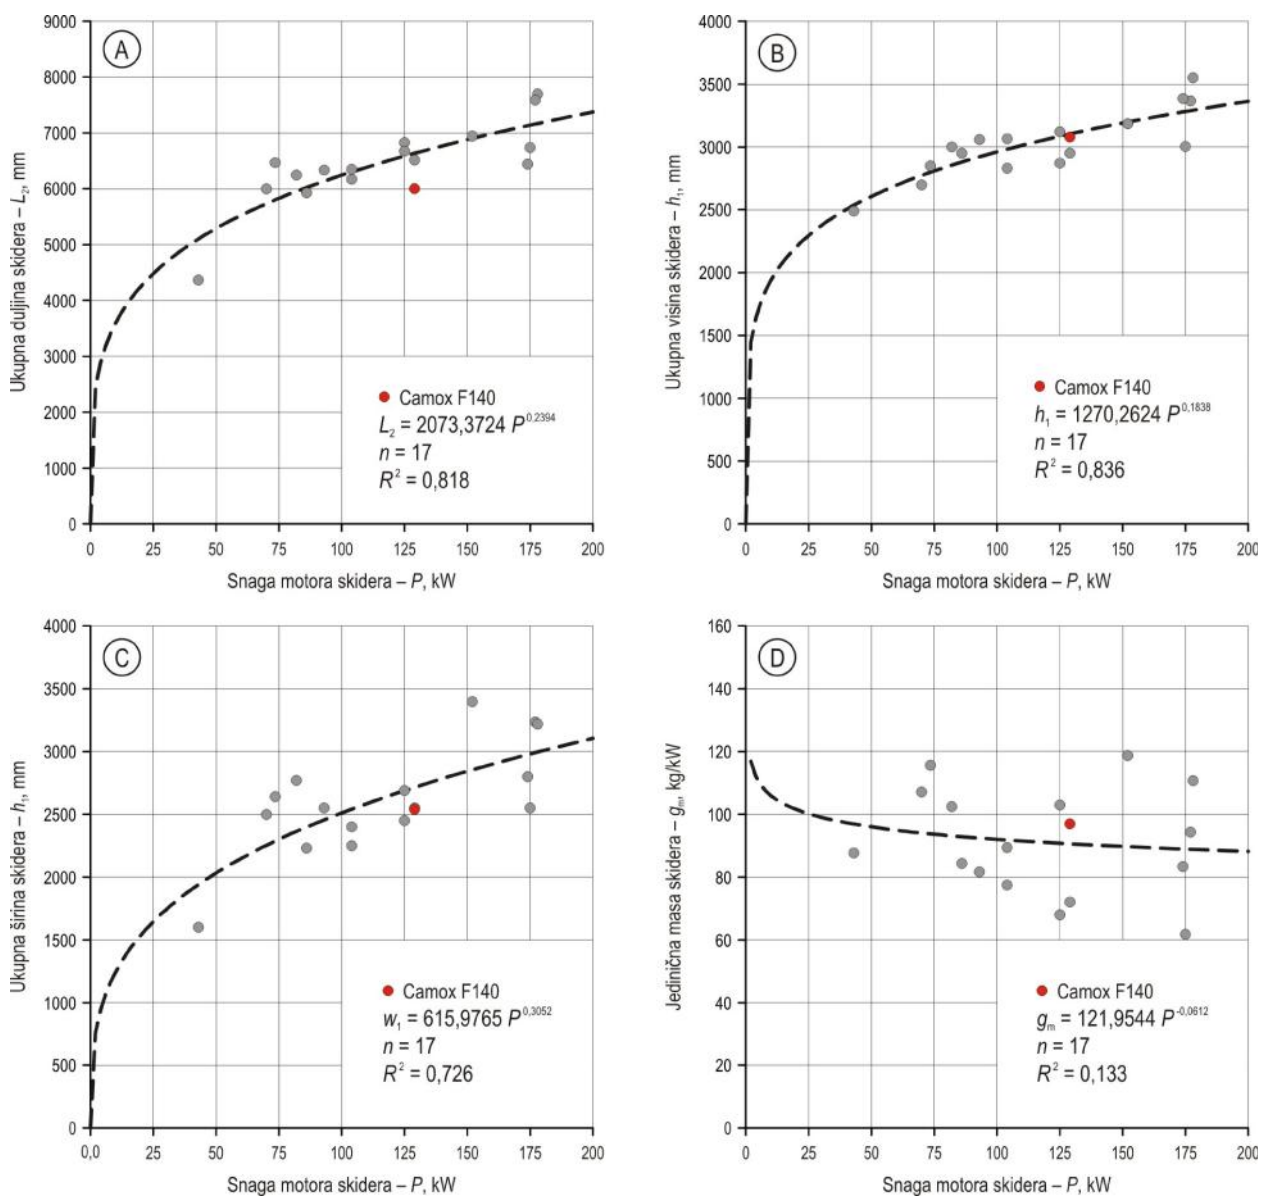 A
Ukupna duljina skidera – L2, mm
9000
8000
7000
6000
5000
4000
3000
2000
1000
0
Camox F140
L2 = 2073,3724 P^0,2394
n = 17
R² = 0,818
0 25 50 75 100 125 150 175 200
Snaga motora skidera – P, kW
B
Ukupna visina skidera – h1, mm
4000
3500
3000
2500
2000
1500
1000
500
0
Camox F140
h1 = 1270,2624 P^0,1838
n = 17
R² = 0,836
0 25 50 75 100 125 150 175 200
Snaga motora skidera – P, kW
C
Ukupna širina skidera – h1, mm
4000
3500
3000
2500
2000
1500
1000
500
0
Camox F140
w1 = 615,9765 P^0,3052
n = 17
R² = 0,726
0,0 25 50 75 100 125 150 175 200
Snaga motora skidera – P, kW
D
Jedinična masa skidera – gm, kg/kW
160
140
120
100
80
60
40
20
0
Camox F140
gm = 121,9544 P^-0,0612
n = 17
R² = 0,133
0 25 50 75 100 125 150 175 200
Snaga motora skidera – P, kW